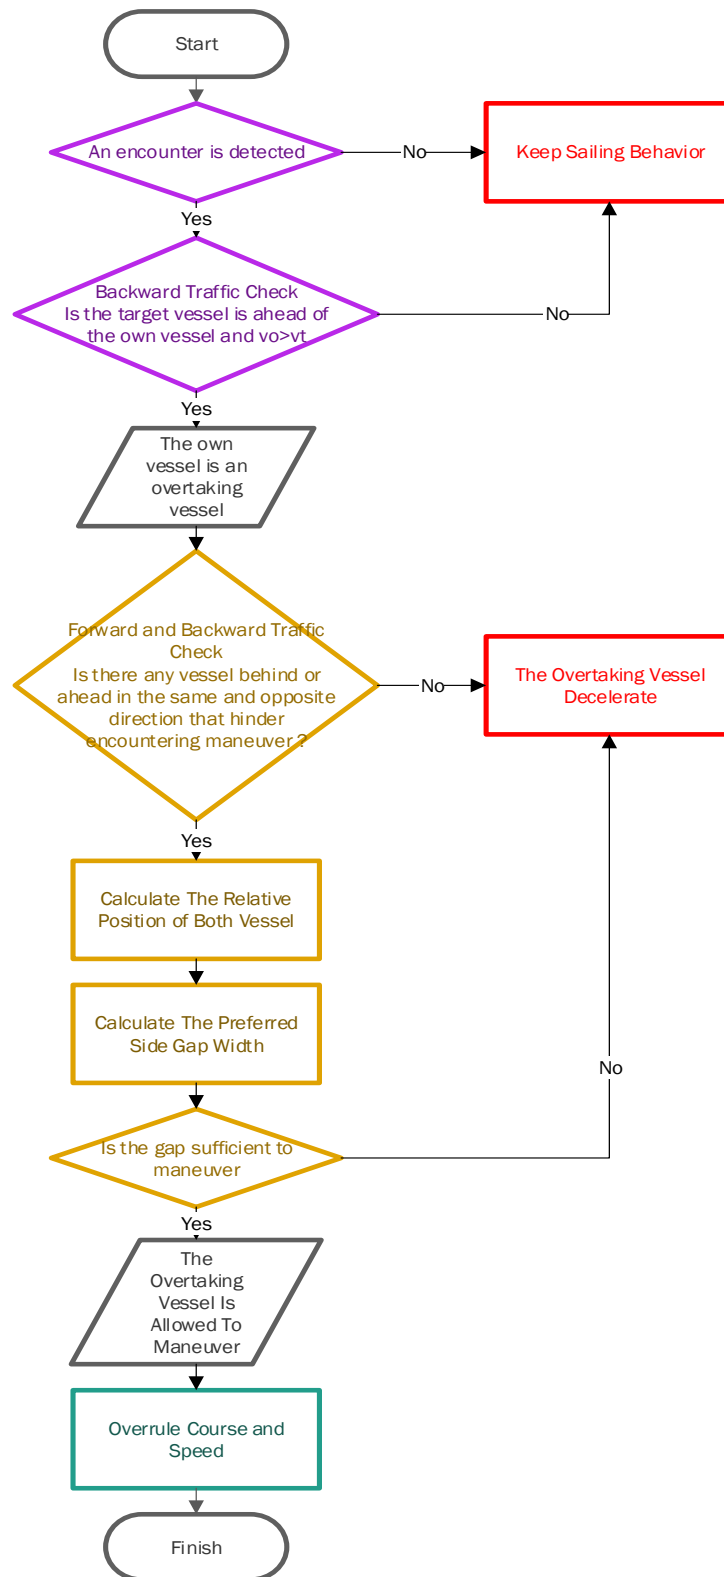 Start
An encounter is detected
No
Keep Sailing Behavior
Yes
Backward Traffic Check
Is the target vessel is ahead of
the own vessel and vo>vt
No
Yes
The own
vessel is an
overtaking
vessel
Forward and Backward Traffic
Check
Is there any vessel behind or
ahead in the same and opposite
direction that hinder
encountering maneuver ?
No
The Overtaking Vessel
Decelerate
Yes
Calculate The Relative
Position of Both Vessel
Calculate The Preferred
Side Gap Width
No
Is the gap sufficient to
maneuver
Yes
The
Overtaking
Vessel Is
Allowed To
Maneuver
Overrule Course and
Speed
Finish